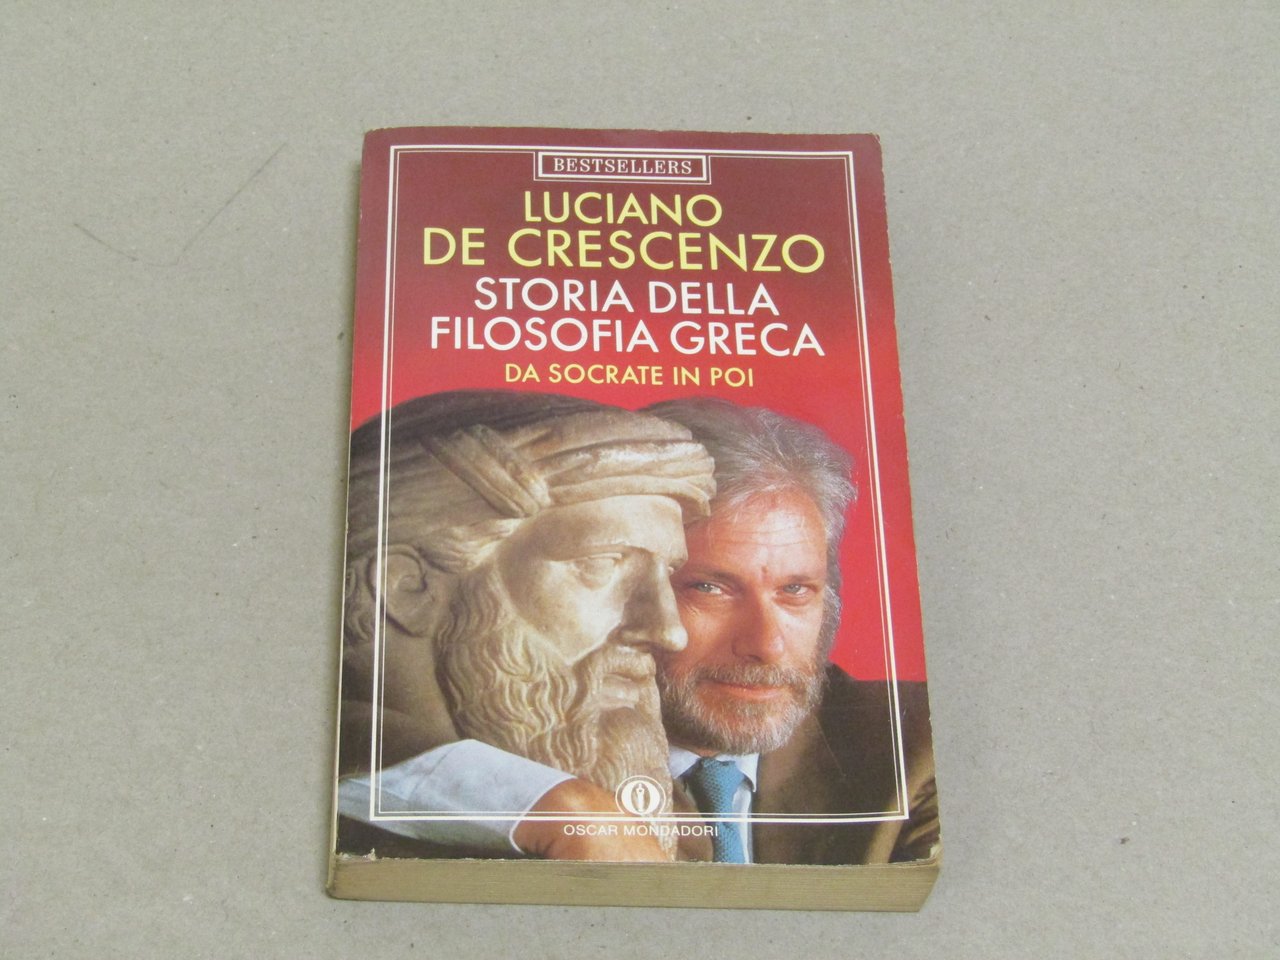 BESTSELLERS
LUCIANO
DE CRESCENZO
STORIA DELLA
FILOSOFIA GRECA
DA SOCRATE IN POI
OSCAR MONDADORI